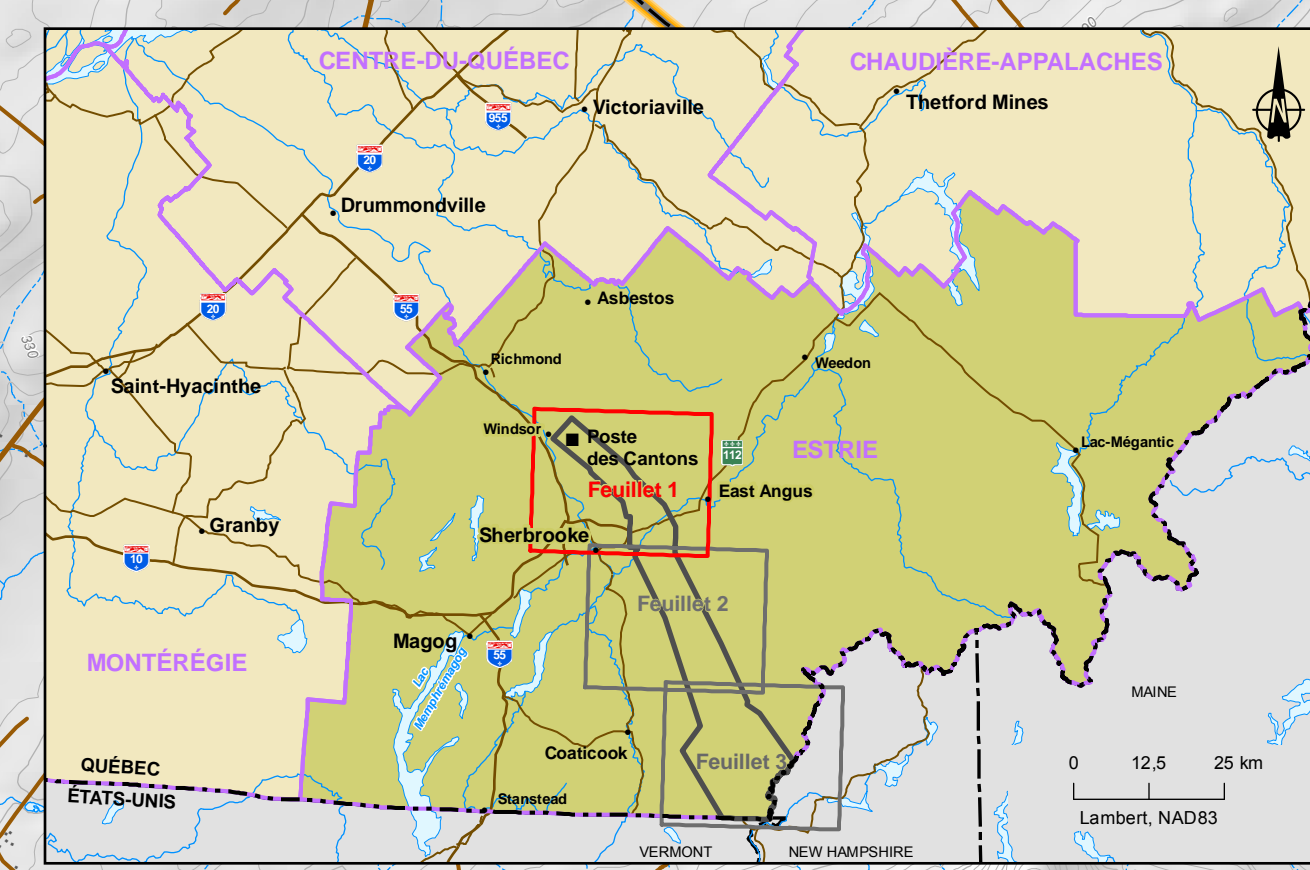 CENTRE-DU-QUÉBEC
CHAUDIÈRE-APPALACHES
Victoriaville
Thetford Mines
N
955
20
Drummondville
Asbestos
20
55
330
Richmond
Weedon
Saint-Hyacinthe
Windsor
Poste
des Cantons
112
ESTRIE
Lac-Mégantic
Feuillet 1
East Angus
Granby
Sherbrooke
10
Feuillet 2
Magog
55
MONTÉRÉGIE
Lac
Memphrémagog
MAINE
Coaticook
Feuillet 3
QUÉBEC
ÉTATS-UNIS
Stanstead
0 12,5 25 km
Lambert, NAD83
VERMONT
NEW HAMPSHIRE